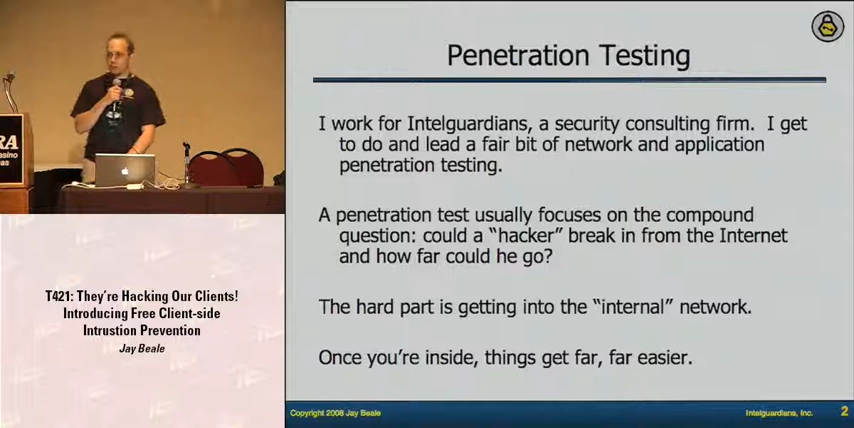 Penetration Testing
I work for Intelguardians, a security consulting firm. I get
to do and lead a fair bit of network and application
penetration testing.
A penetration test usually focuses on the compound
question: could a “hacker” break in from the Internet
and how far could he go?
The hard part is getting into the “internal” network.
Once you’re inside, things get far, far easier.
Copyright 2008 Jay Beale
Intelguardians, Inc. 2
RA
T421: They’re Hacking Our Clients!
Introducing Free Client-side
Intrustion Prevention
Jay Beale